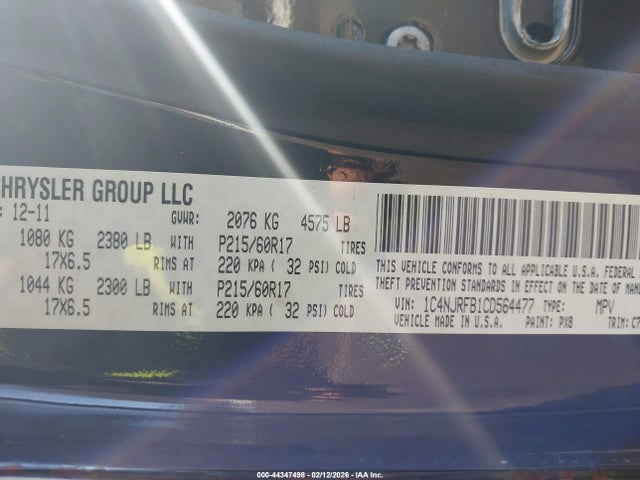 HRYSLER GROUP LLC
: 12-11 GVWR: 2076 KG 4575 LB
1080 KG 2380 LB WITH P215/60R17 TIRES
17X6.5 RIMS AT 220 KPA ( 32 PSI) COLD
1044 KG 2300 LB WITH P215/60R17 TIRES
17X6.5 RIMS AT 220 KPA ( 32 PSI) COLD
THIS VEHICLE CONFORMS TO ALL APPLICABLE U.S.A. FEDERAL
THEFT PREVENTION STANDARDS IN EFFECT ON THE DATE OF MA
VIN: 1C4NJRFB1CD564477 TYPE: MPV
VEHICLE MADE IN U.S.A. PAINT: PXB TRIM: C7
000-44347498 - 02/12/2026 - IAA Inc.